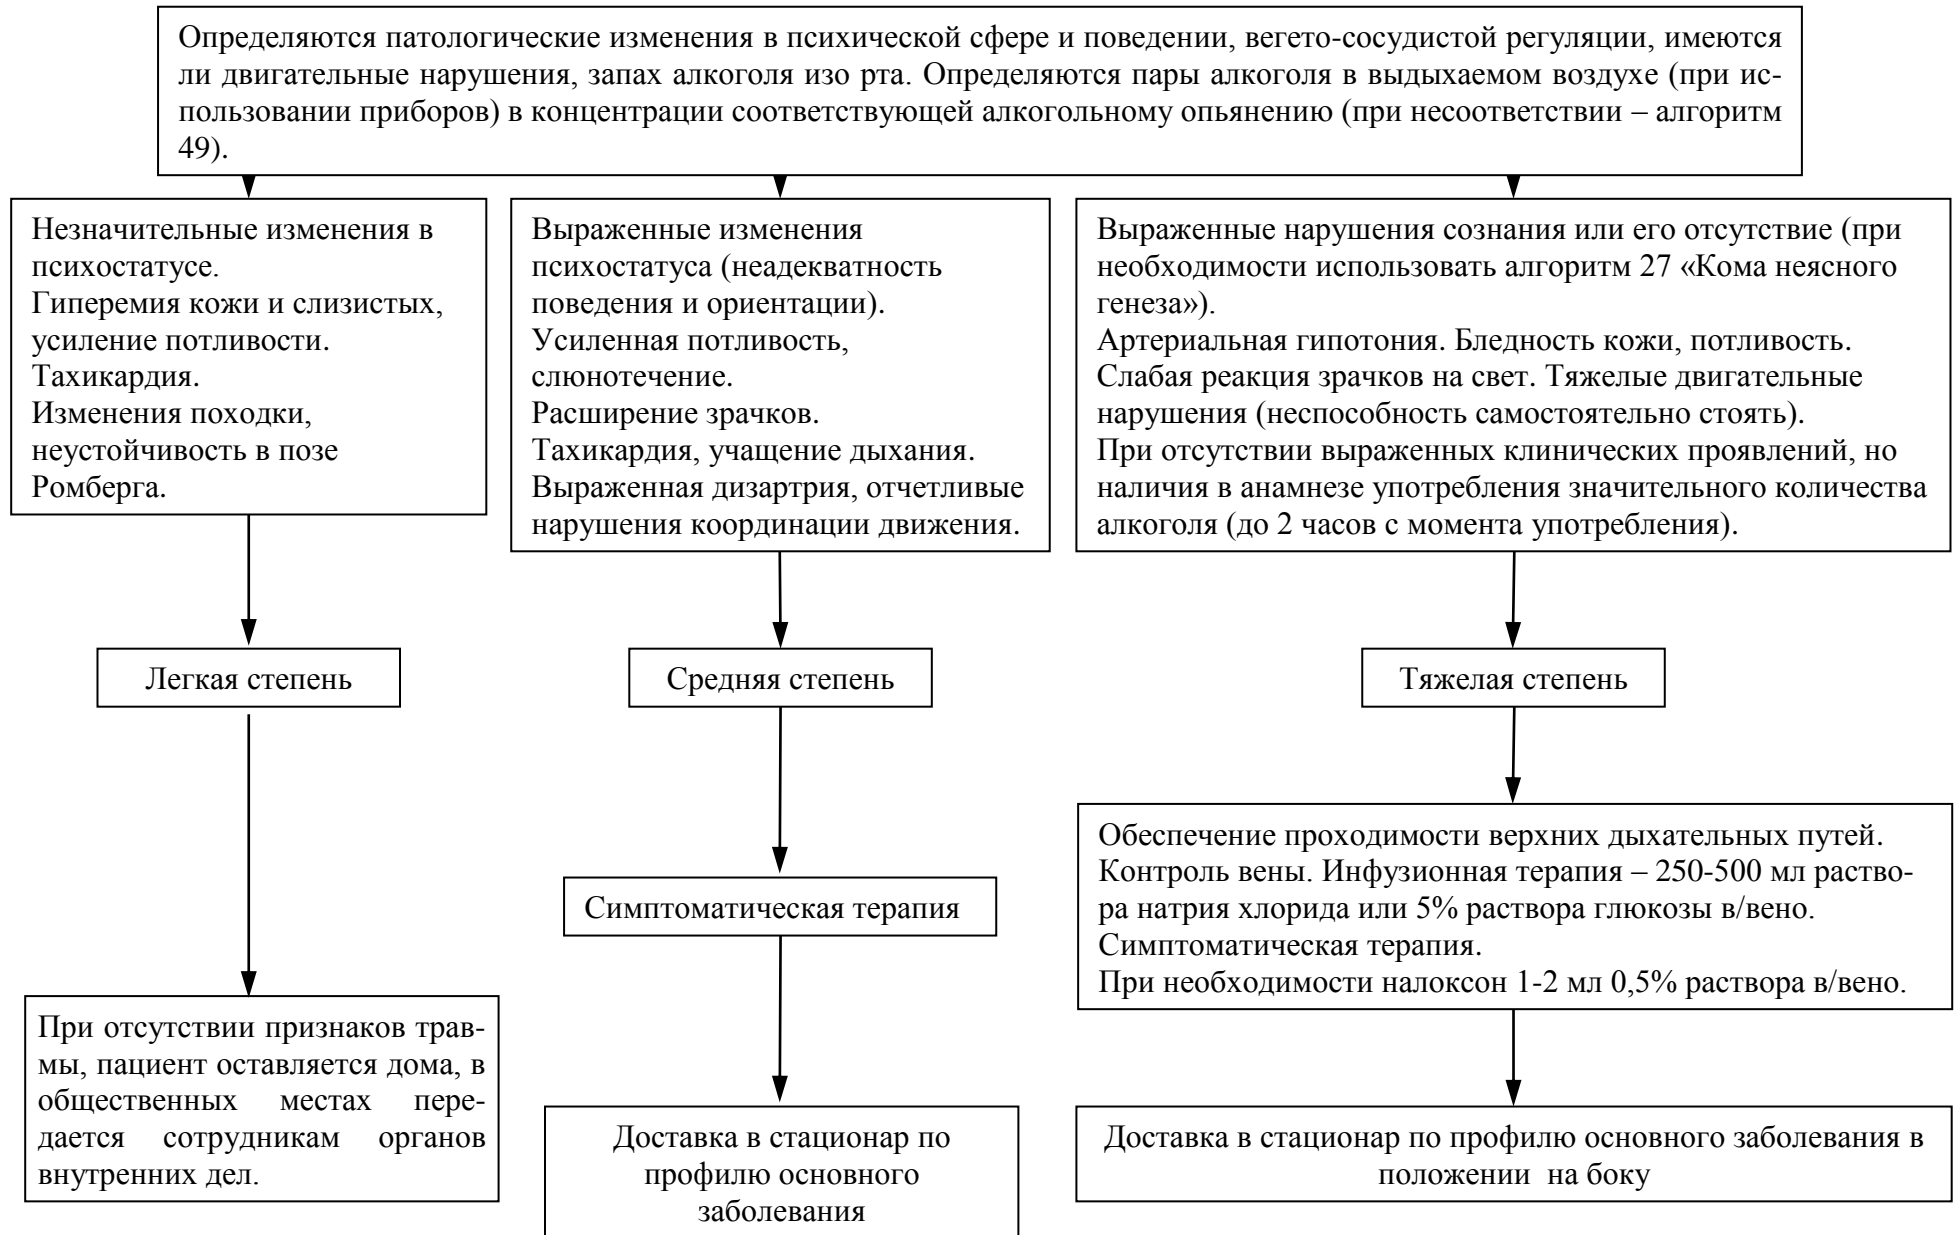 Определяются патологические изменения в психической сфере и поведении, вегето-сосудистой регуляции, имеются
ли двигательные нарушения, запах алкоголя изо рта. Определяются пары алкоголя в выдыхаемом воздухе (при ис-
пользовании приборов) в концентрации соответствующей алкогольному опьянению (при несоответствии – алгоритм
49).
Незначительные изменения в
психостатусе.
Гиперемия кожи и слизистых,
усиление потливости.
Тахикардия.
Изменения походки,
неустойчивость в позе
Ромберга.
Выраженные изменения
психостатуса (неадекватность
поведения и ориентации).
Усиленная потливость,
слюнотечение.
Расширение зрачков.
Тахикардия, учащение дыхания.
Выраженная дизартрия, отчетливые
нарушения координации движения.
Выраженные нарушения сознания или его отсутствие (при
необходимости использовать алгоритм 27 «Кома неясного
генеза»).
Артериальная гипотония. Бледность кожи, потливость.
Слабая реакция зрачков на свет. Тяжелые двигательные
нарушения (неспособность самостоятельно стоять).
При отсутствии выраженных клинических проявлений, но
наличия в анамнезе употребления значительного количества
алкоголя (до 2 часов с момента употребления).
Легкая степень
Средняя степень
Тяжелая степень
Симптоматическая терапия
Обеспечение проходимости верхних дыхательных путей.
Контроль вены. Инфузионная терапия – 250-500 мл раство-
ра натрия хлорида или 5% раствора глюкозы в/вено.
Симптоматическая терапия.
При необходимости налоксон 1-2 мл 0,5% раствора в/вено.
При отсутствии признаков трав-
мы, пациент оставляется дома, в
общественных местах пере-
дается сотрудникам органов
внутренних дел.
Доставка в стационар по
профилю основного
заболевания
Доставка в стационар по профилю основного заболевания в
положении на боку